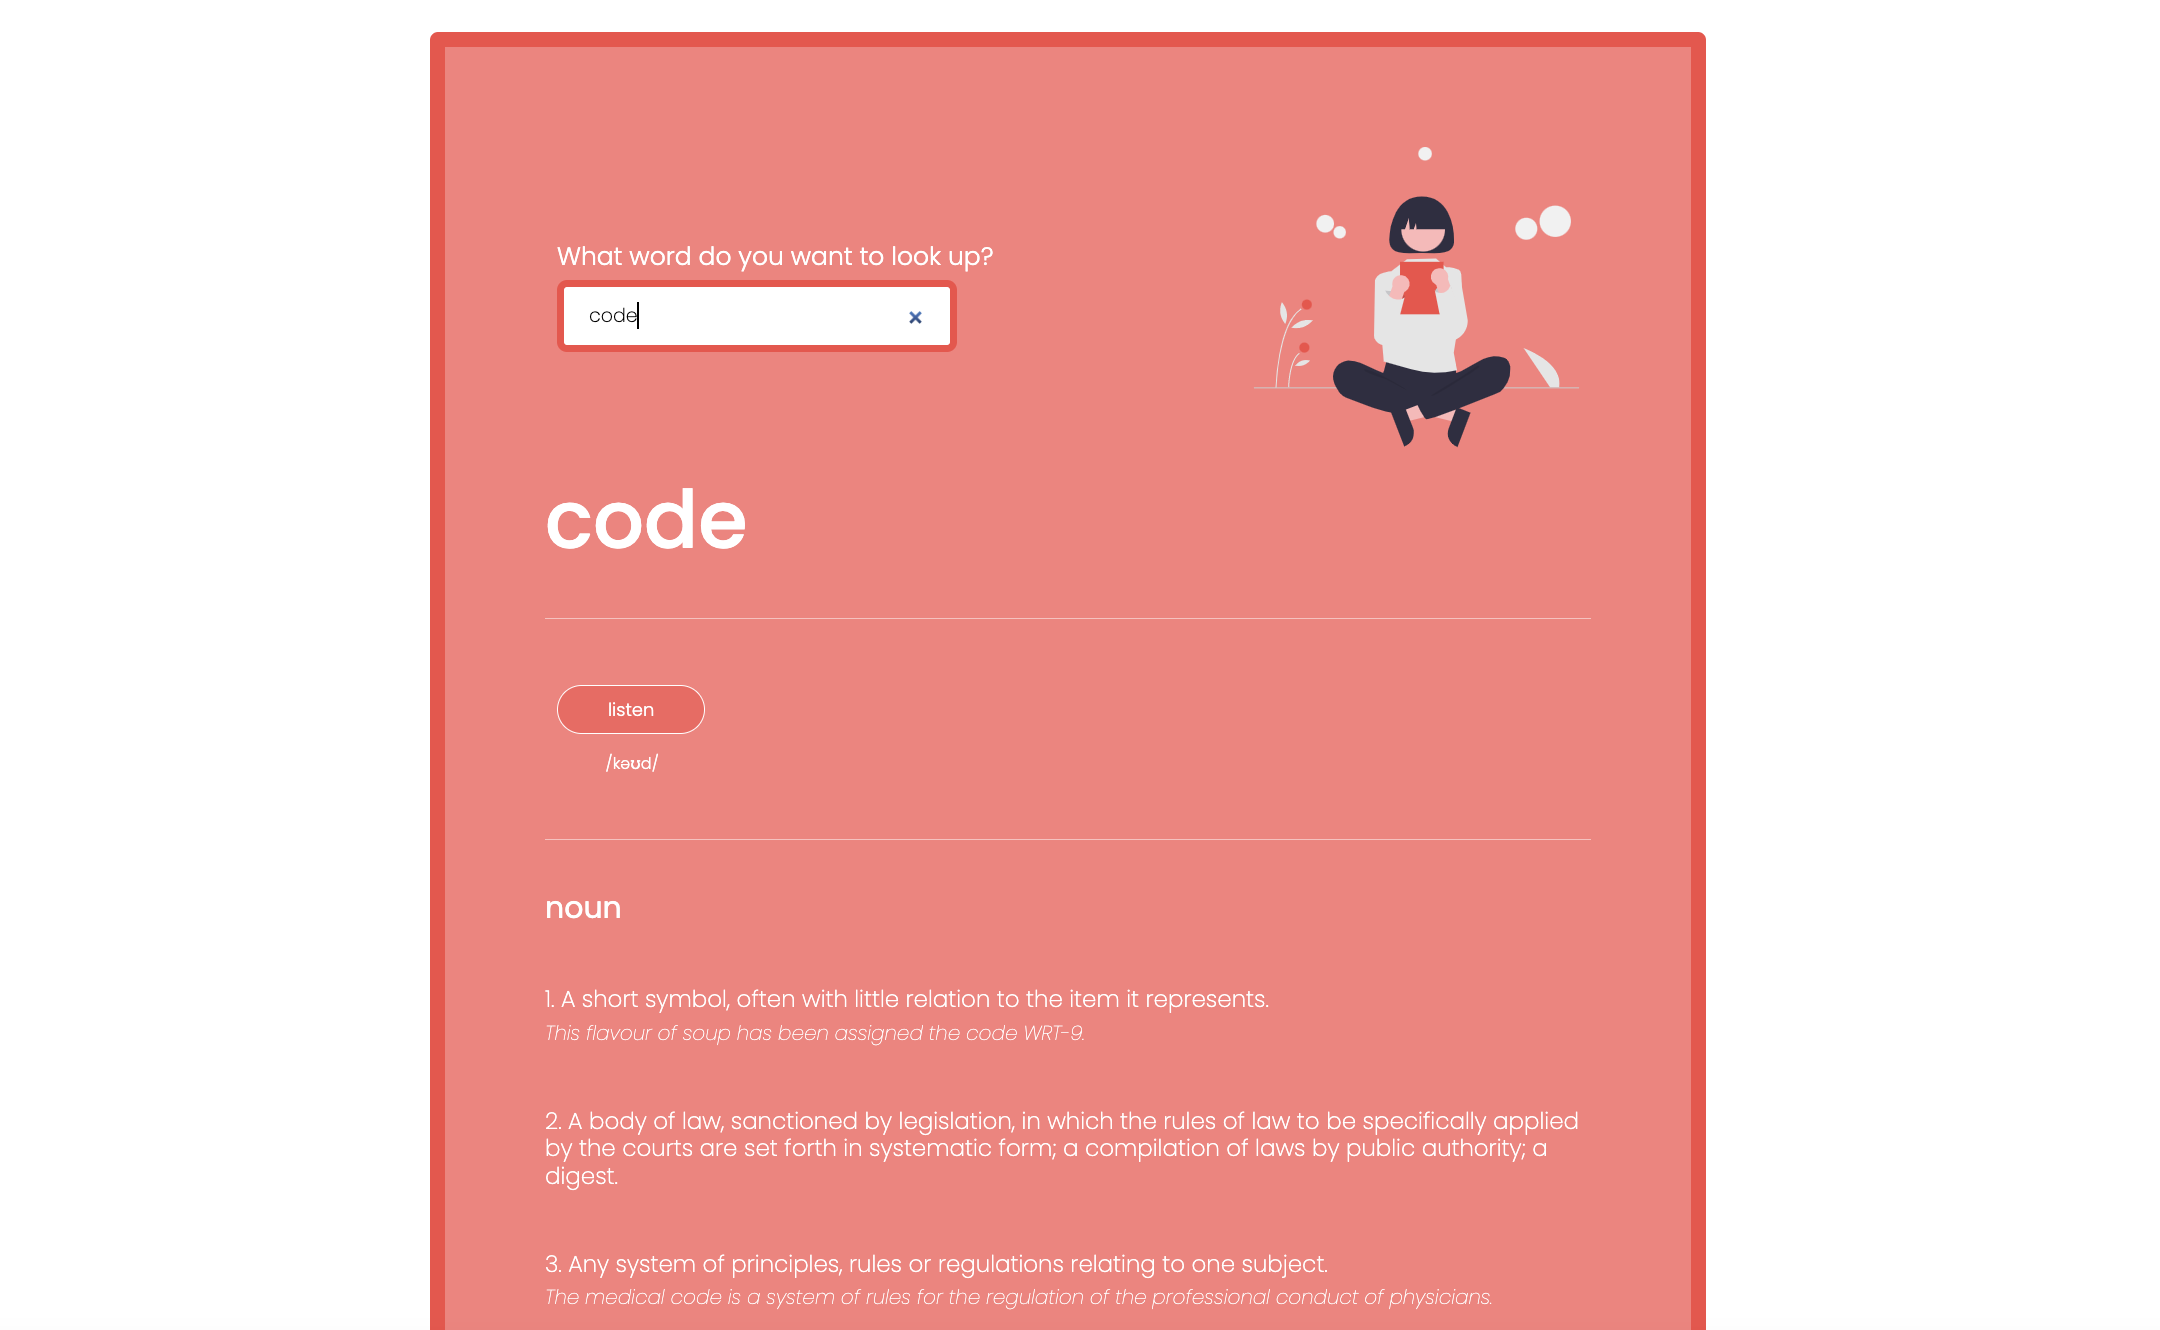 What word do you want to look up?
code
code
listen
/kəʊd/
noun
1. A short symbol, often with little relation to the item it represents.
This flavour of soup has been assigned the code WRT-9.
2. A body of law, sanctioned by legislation, in which the rules of law to be specifically applied
by the courts are set forth in systematic form; a compilation of laws by public authority; a
digest.
3. Any system of principles, rules or regulations relating to one subject.
The medical code is a system of rules for the regulation of the professional conduct of physicians.